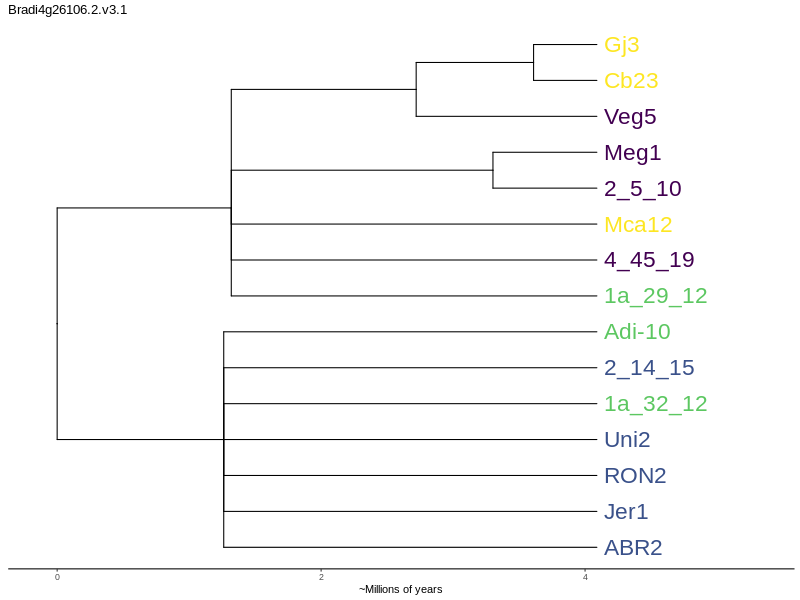 Bradi4g26106.2.v3.1
Gj3
Cb23
Veg5
Meg1
2_5_10
Mca12
4_45_19
1a_29_12
Adi-10
2_14_15
1a_32_12
Uni2
RON2
Jer1
ABR2
0 2 4
~Millions of years